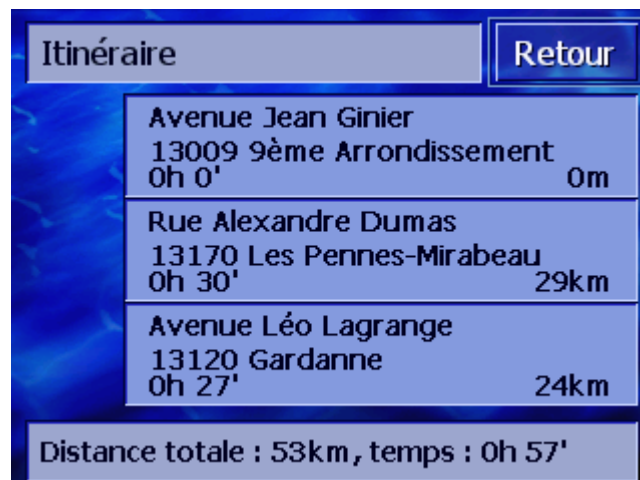 Itinéraire
Retour
Avenue Jean Ginier
13009 9ème Arrondissement
0h 0' 0m
Rue Alexandre Dumas
13170 Les Pennes-Mirabeau
0h 30' 29km
Avenue Léo Lagrange
13120 Gardanne
0h 27' 24km
Distance totale : 53km, temps : 0h 57'